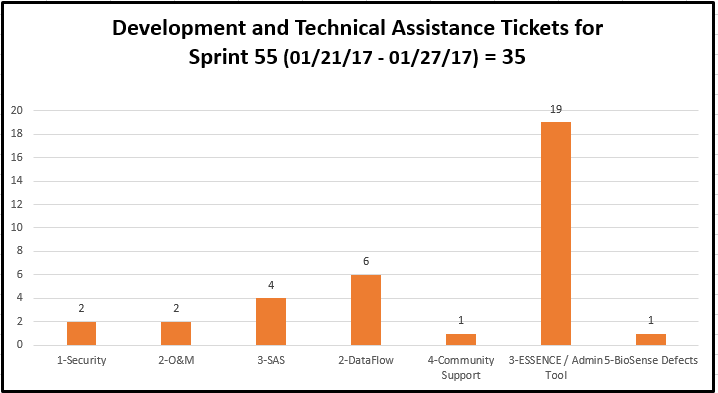 Development and Technical Assistance Tickets for
Sprint 55 (01/21/17 - 01/27/17) = 35
20
18
16
14
12
10
8
6
4
2
0
2
2
4
6
1
19
1
1-Security
2-O&M
3-SAS
2-DataFlow
4-Community
Support
3-ESSENCE / Admin
Tool
5-BioSense Defects